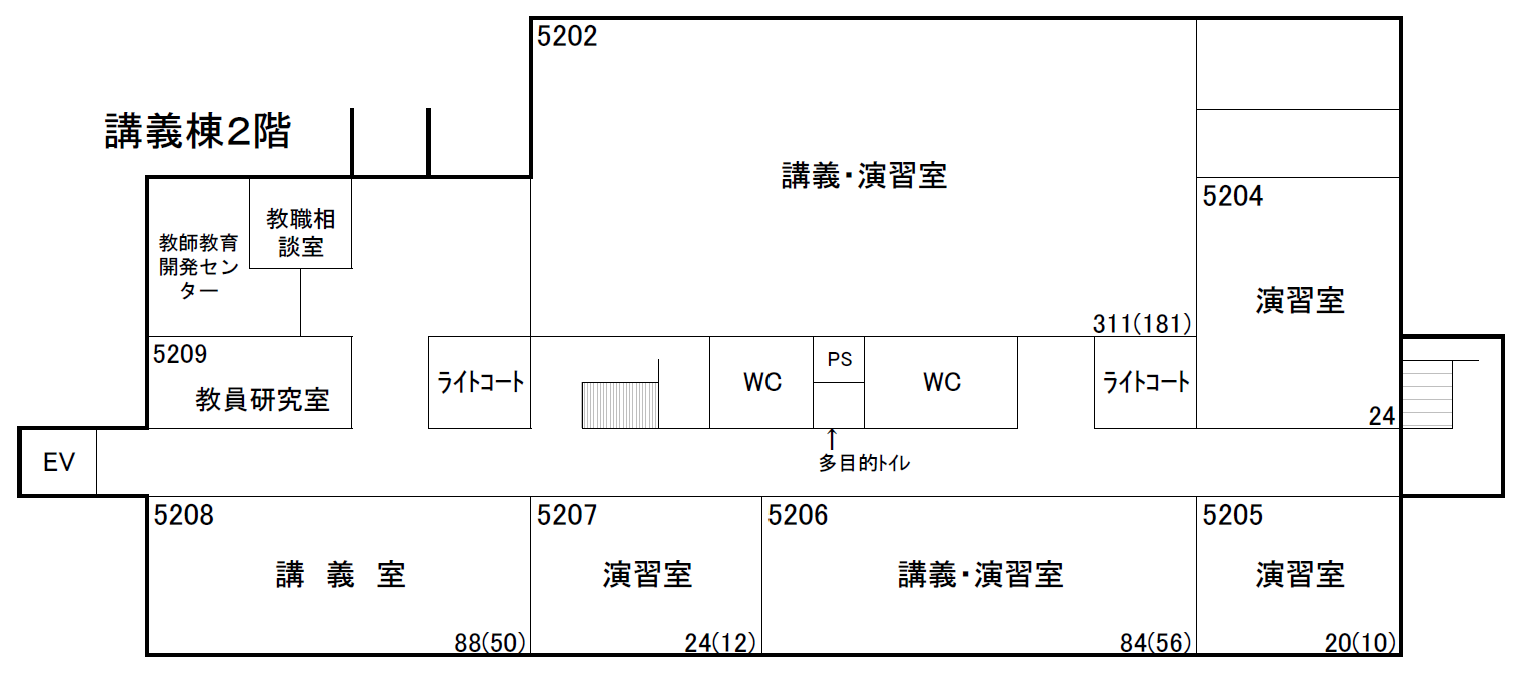 5202
講義棟2階
講義・演習室
5204
教職相
談室
教師教育
開発セン
ター
演習室
311(181)
5209
教員研究室
ライトコート
WC
PS
WC
ライトコート
24
EV
↑
多目的トイレ
5208
講 義 室
88(50)
5207
演習室
24(12)
5206
講義・演習室
84(56)
5205
演習室
20(10)